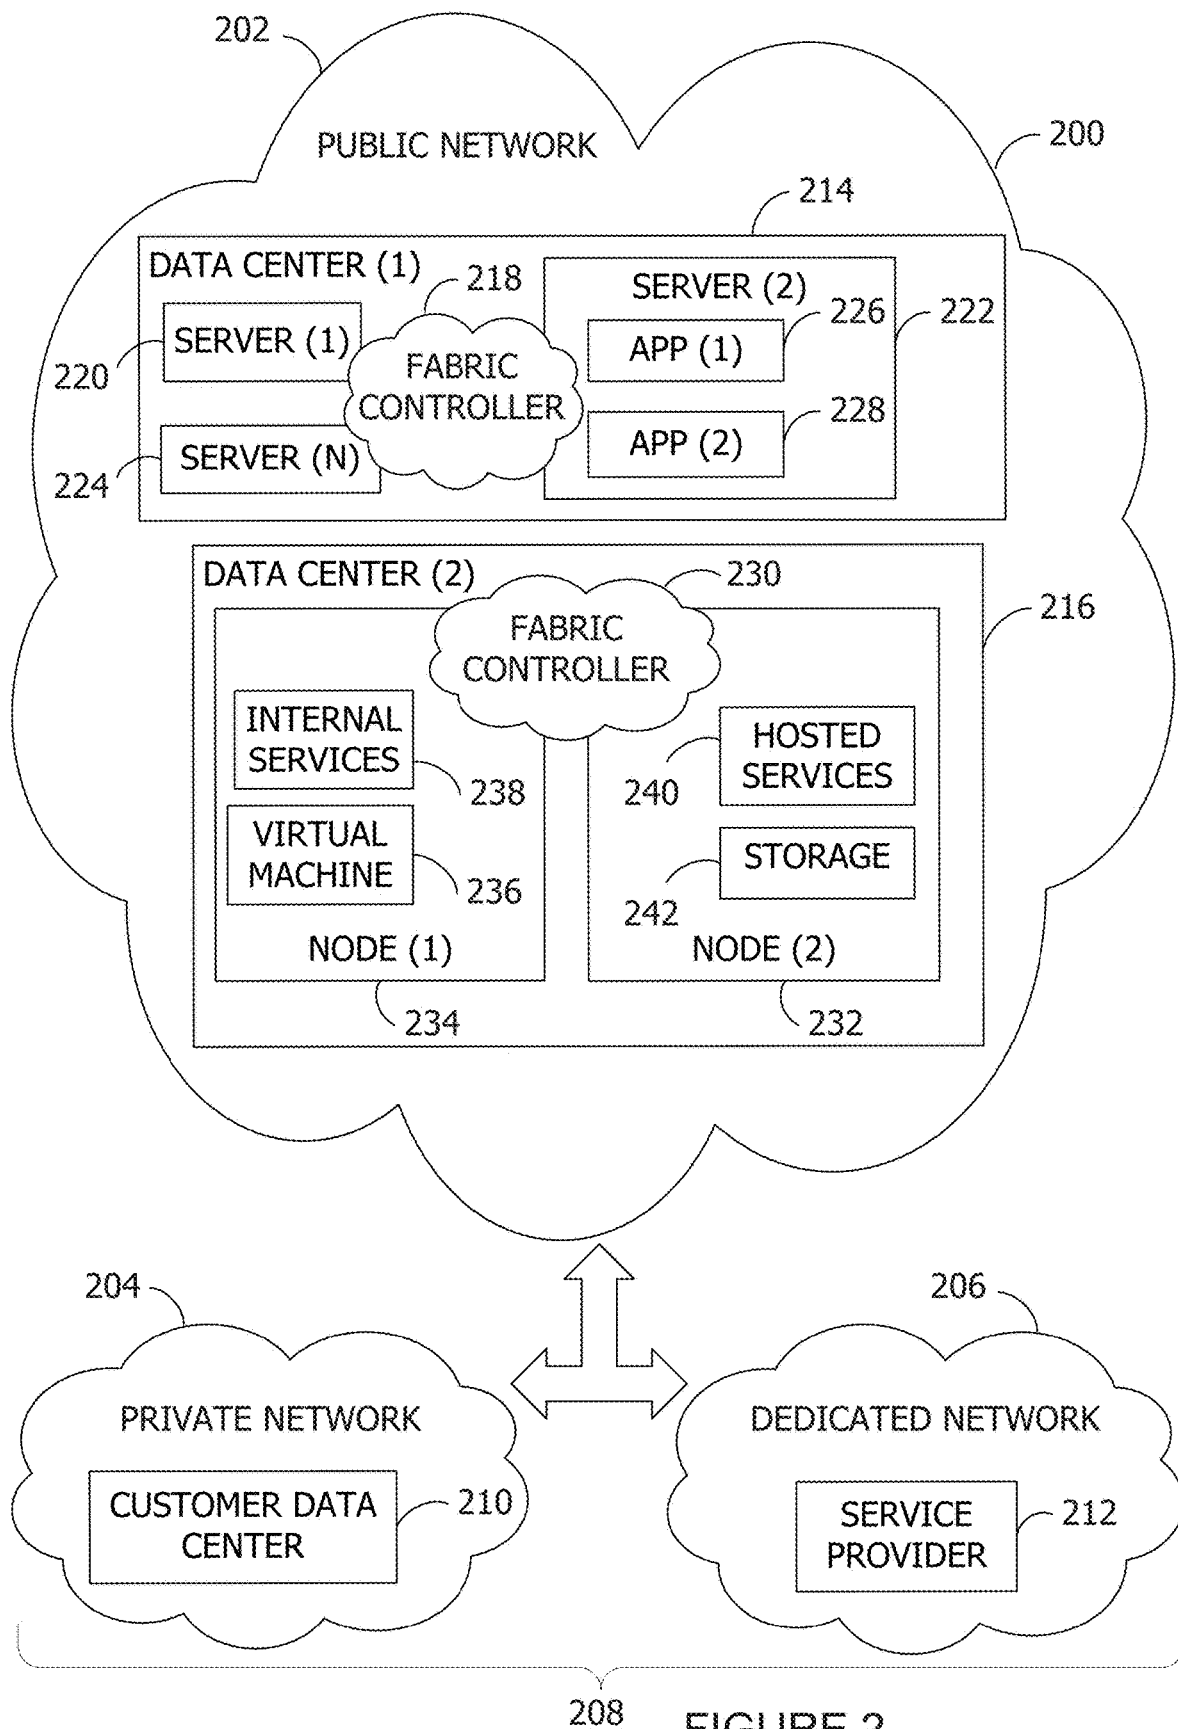 202
PUBLIC NETWORK
200
214
DATA CENTER (1)
218
SERVER (2)
226
222
SERVER (1)
APP (1)
220
FABRIC
CONTROLLER
228
SERVER (N)
APP (2)
224
DATA CENTER (2)
230
216
FABRIC
CONTROLLER
INTERNAL
SERVICES
238
HOSTED
SERVICES
240
VIRTUAL
MACHINE
236
STORAGE
242
NODE (1)
NODE (2)
234
232
204
206
PRIVATE NETWORK
DEDICATED NETWORK
CUSTOMER DATA
CENTER
210
SERVICE
PROVIDER
212
208
FIGURE 2